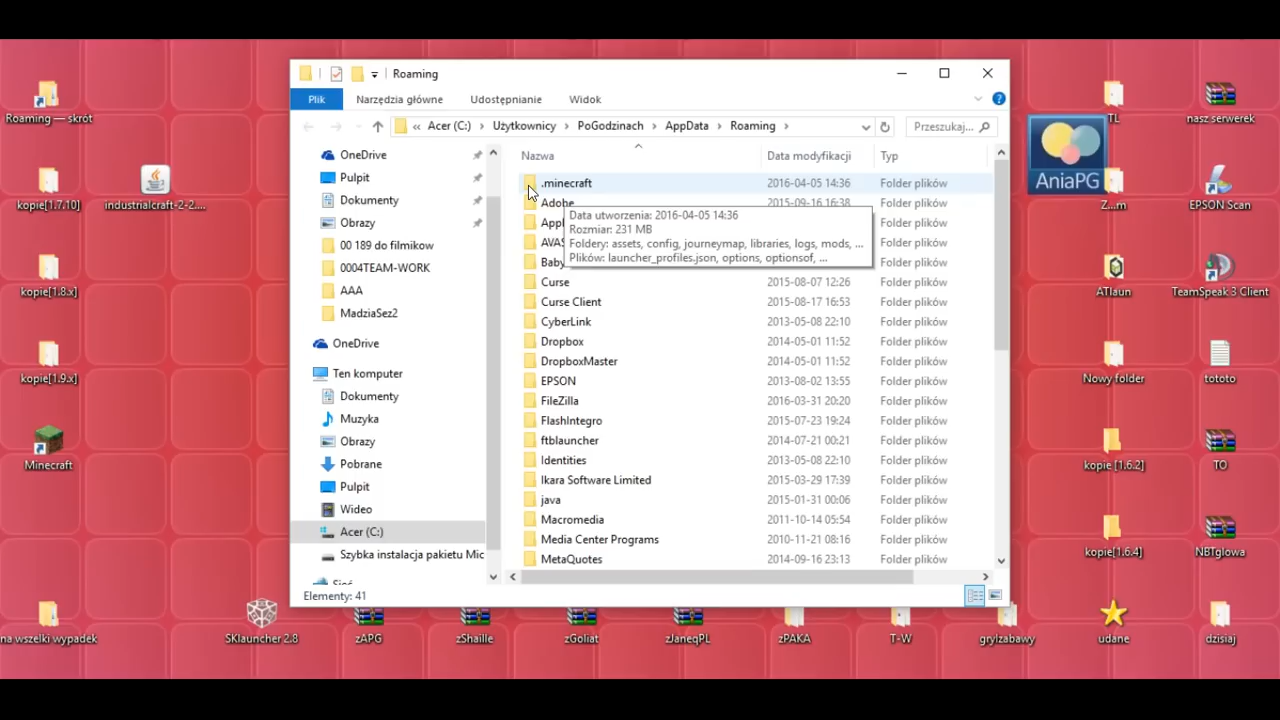 Roaming
Plik Narzędzia główne Udostępnianie Widok
« Acer (C:) > Użytkownicy > PoGodzinach > AppData > Roaming >
Przeszukaj...
OneDrive
Pulpit
Dokumenty
Obrazy
00 189 do filmikow
0004TEAM-WORK
AAA
MadziaSez2
OneDrive
Ten komputer
Dokumenty
Muzyka
Obrazy
Pobrane
Pulpit
Wideo
Acer (C:)
Szybka instalacja pakietu Mic
Sieć
Nazwa Data modyfikacji Typ
.minecraft 2016-04-05 14:36 Folder plików
Adobe 2015-09-16 16:38
Data utworzenia: 2016-04-05 14:36
Rozmiar: 231 MB
Foldery: assets, config, journeymap, libraries, logs, mods, ...
Plików: launcher_profiles.json, options, optionsof, ...
Appl
AVAS
Baby
Curse 2015-08-07 12:26 Folder plików
Curse Client 2015-08-17 16:53 Folder plików
CyberLink 2013-05-08 22:10 Folder plików
Dropbox 2014-05-01 11:52 Folder plików
DropboxMaster 2014-05-01 11:52 Folder plików
EPSON 2013-08-02 13:55 Folder plików
FileZilla 2016-03-31 20:20 Folder plików
FlashIntegro 2015-07-23 19:24 Folder plików
ftblauncher 2014-07-21 00:21 Folder plików
Identities 2013-05-08 22:10 Folder plików
Ikara Software Limited 2015-03-29 17:39 Folder plików
java 2015-01-31 00:06 Folder plików
Macromedia 2011-10-14 05:54 Folder plików
Media Center Programs 2010-11-21 08:16 Folder plików
MetaQuotes 2014-09-16 23:13 Folder plików
Elementy: 41
Roaming — skrót
kopie[1.7.10]
industrialcraft-2-2....
kopie[1.8.x]
kopie[1.9.x]
Minecraft
na wszelki wypadek
SKlauncher 2.8
zAPG
zShaille
zGoliat
zJaneqPL
zPAKA
T-W
grylzabawy
udane
dzisiaj
TL
nasz serwerek
AniaPG
Z...m
EPSON Scan
ATlaun
TeamSpeak 3 Client
Nowy folder
tototo
kopie [1.6.2]
TO
kopie[1.6.4]
NBTglowa